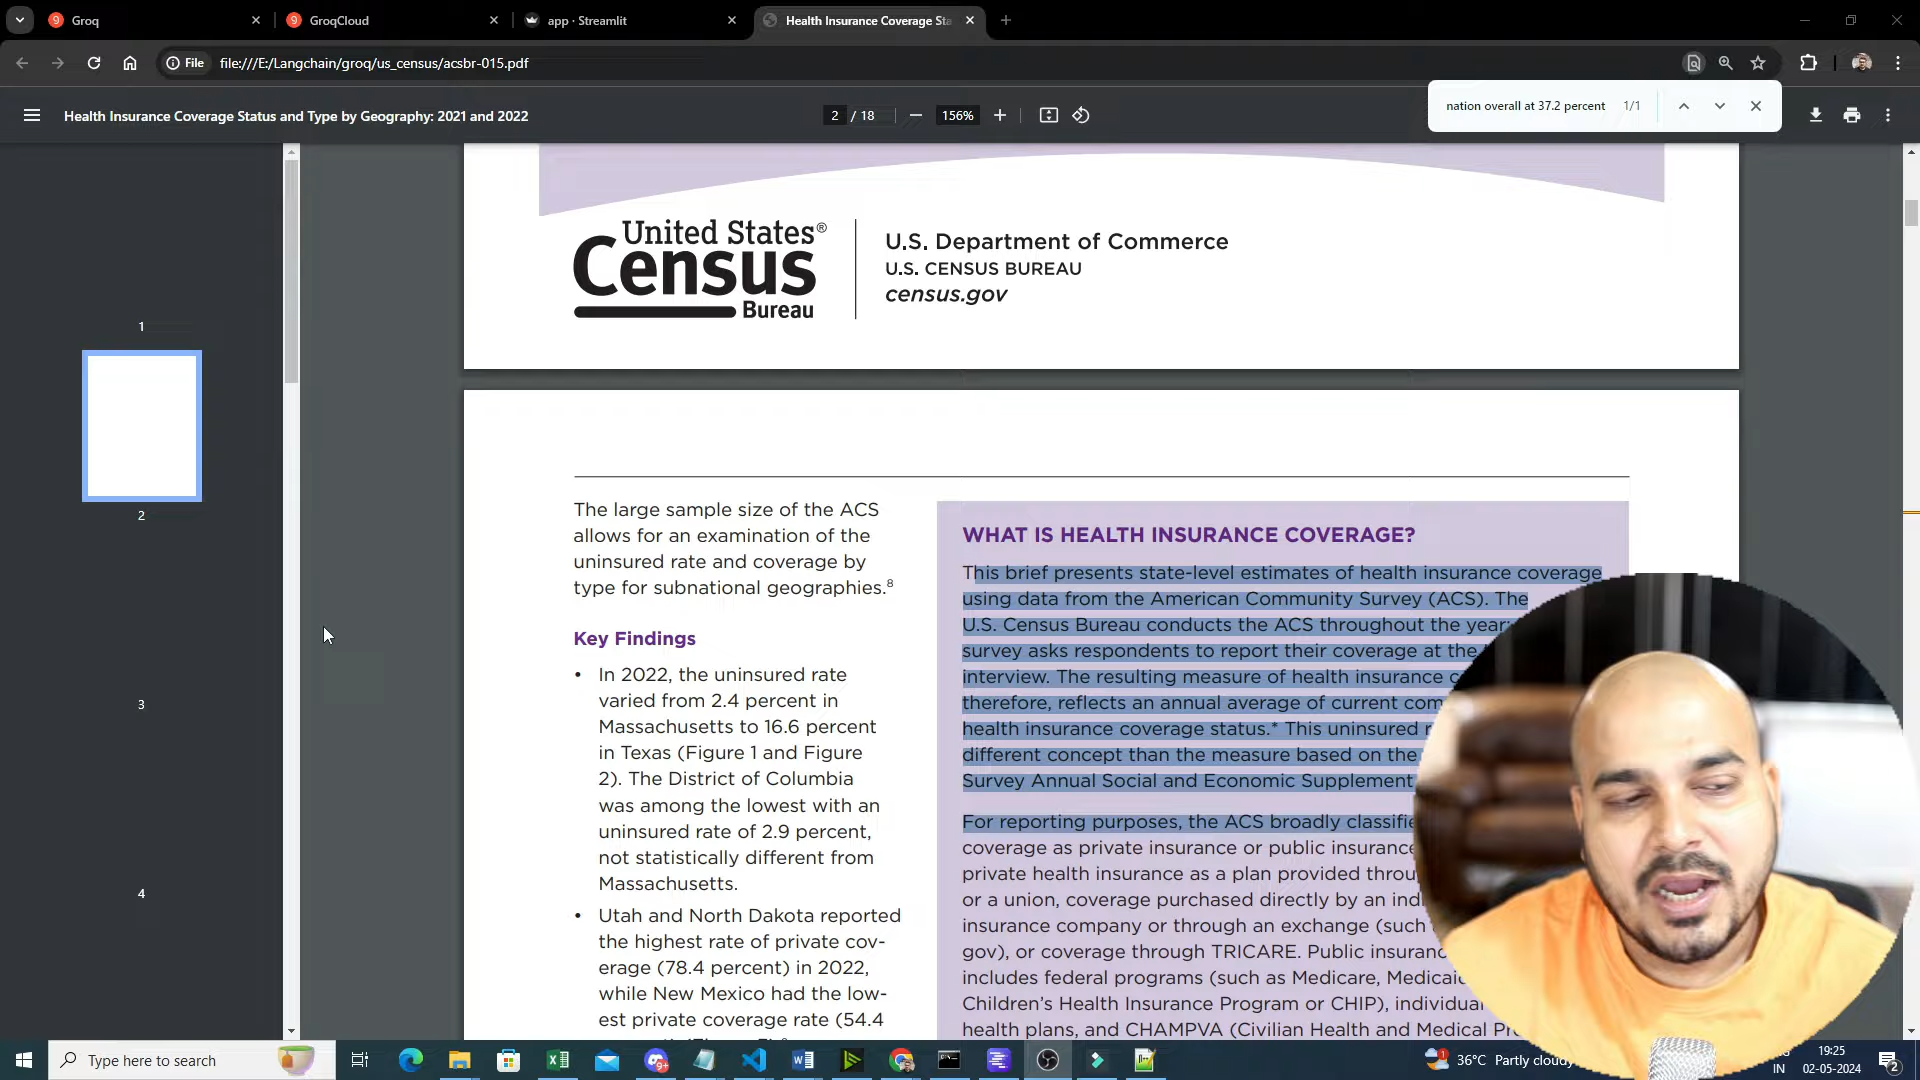 Groq
GroqCloud
app · Streamlit
Health Insurance Coverage Sta
File
file:///E:/Langchain/groq/us_census/acsbr-015.pdf
nation overall at 37.2 percent 1/1
Health Insurance Coverage Status and Type by Geography: 2021 and 2022
2 / 18
156%
1
2
3
4
United States®
Census
Bureau
U.S. Department of Commerce
U.S. CENSUS BUREAU
census.gov
The large sample size of the ACS
allows for an examination of the
uninsured rate and coverage by
type for subnational geographies.8
Key Findings
• In 2022, the uninsured rate
varied from 2.4 percent in
Massachusetts to 16.6 percent
in Texas (Figure 1 and Figure
2). The District of Columbia
was among the lowest with an
uninsured rate of 2.9 percent,
not statistically different from
Massachusetts.
• Utah and North Dakota reported
the highest rate of private cov-
erage (78.4 percent) in 2022,
while New Mexico had the low-
est private coverage rate (54.4
WHAT IS HEALTH INSURANCE COVERAGE?
This brief presents state-level estimates of health insurance coverage
using data from the American Community Survey (ACS). The
U.S. Census Bureau conducts the ACS throughout the year;
survey asks respondents to report their coverage at the
interview. The resulting measure of health insurance c
therefore, reflects an annual average of current com
health insurance coverage status.* This uninsured r
different concept than the measure based on the
Survey Annual Social and Economic Supplement
For reporting purposes, the ACS broadly classifie
coverage as private insurance or public insurance
private health insurance as a plan provided throu
or a union, coverage purchased directly by an indi
insurance company or through an exchange (such
gov), or coverage through TRICARE. Public insuran
includes federal programs (such as Medicare, Medicaid
Children's Health Insurance Program or CHIP), individual
health plans, and CHAMPVA (Civilian Health and Medical Pr
Type here to search
36°C Partly cloudy
IN
19:25
02-05-2024
2